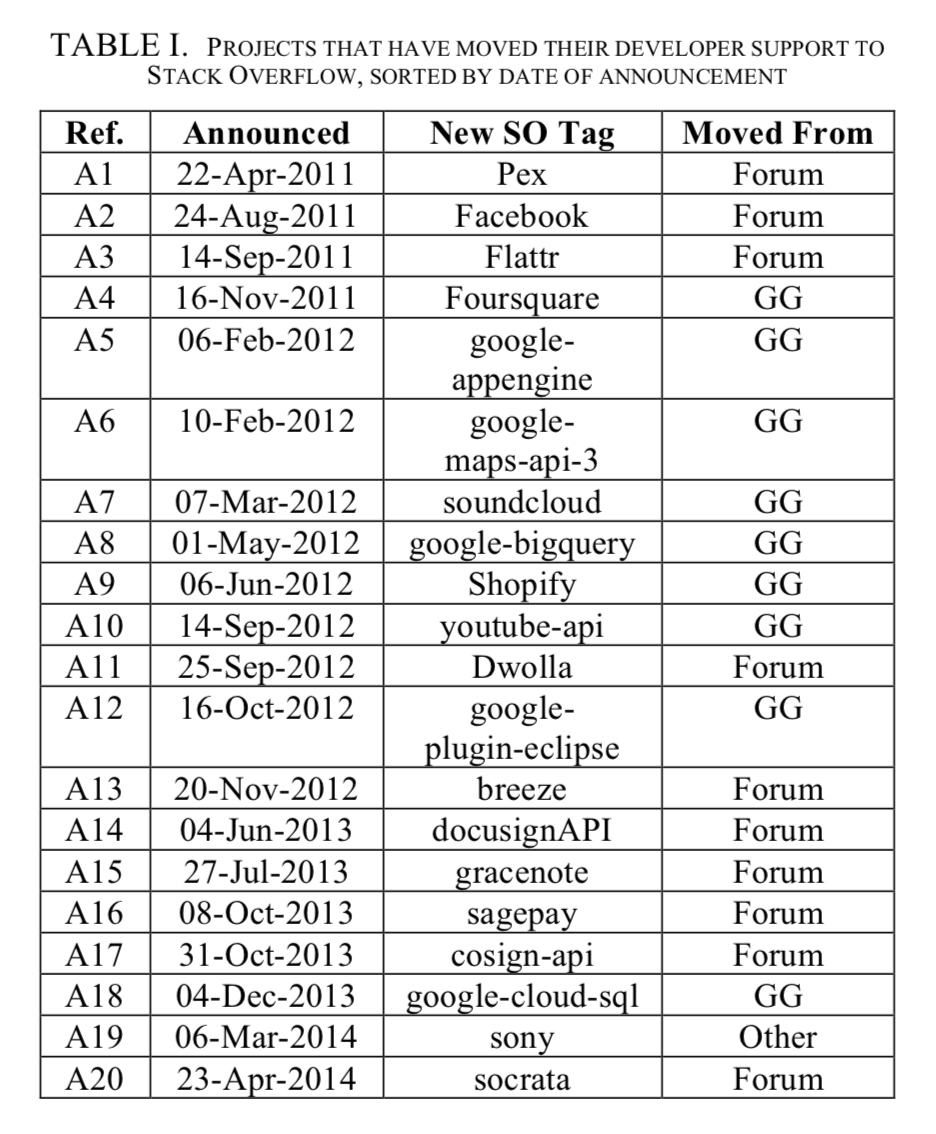 TABLE I. PROJECTS THAT HAVE MOVED THEIR DEVELOPER SUPPORT TO
STACK OVERFLOW, SORTED BY DATE OF ANNOUNCEMENT
Ref. Announced New SO Tag Moved From
A1 22-Apr-2011 Pex Forum
A2 24-Aug-2011 Facebook Forum
A3 14-Sep-2011 Flattr Forum
A4 16-Nov-2011 Foursquare GG
A5 06-Feb-2012 google- GG
appengine
A6 10-Feb-2012 google- GG
maps-api-3
A7 07-Mar-2012 soundcloud GG
A8 01-May-2012 google-bigquery GG
A9 06-Jun-2012 Shopify GG
A10 14-Sep-2012 youtube-api GG
A11 25-Sep-2012 Dwolla Forum
A12 16-Oct-2012 google- GG
plugin-eclipse
A13 20-Nov-2012 breeze Forum
A14 04-Jun-2013 docusignAPI Forum
A15 27-Jul-2013 gracenote Forum
A16 08-Oct-2013 sagepay Forum
A17 31-Oct-2013 cosign-api Forum
A18 04-Dec-2013 google-cloud-sql GG
A19 06-Mar-2014 sony Other
A20 23-Apr-2014 socrata Forum